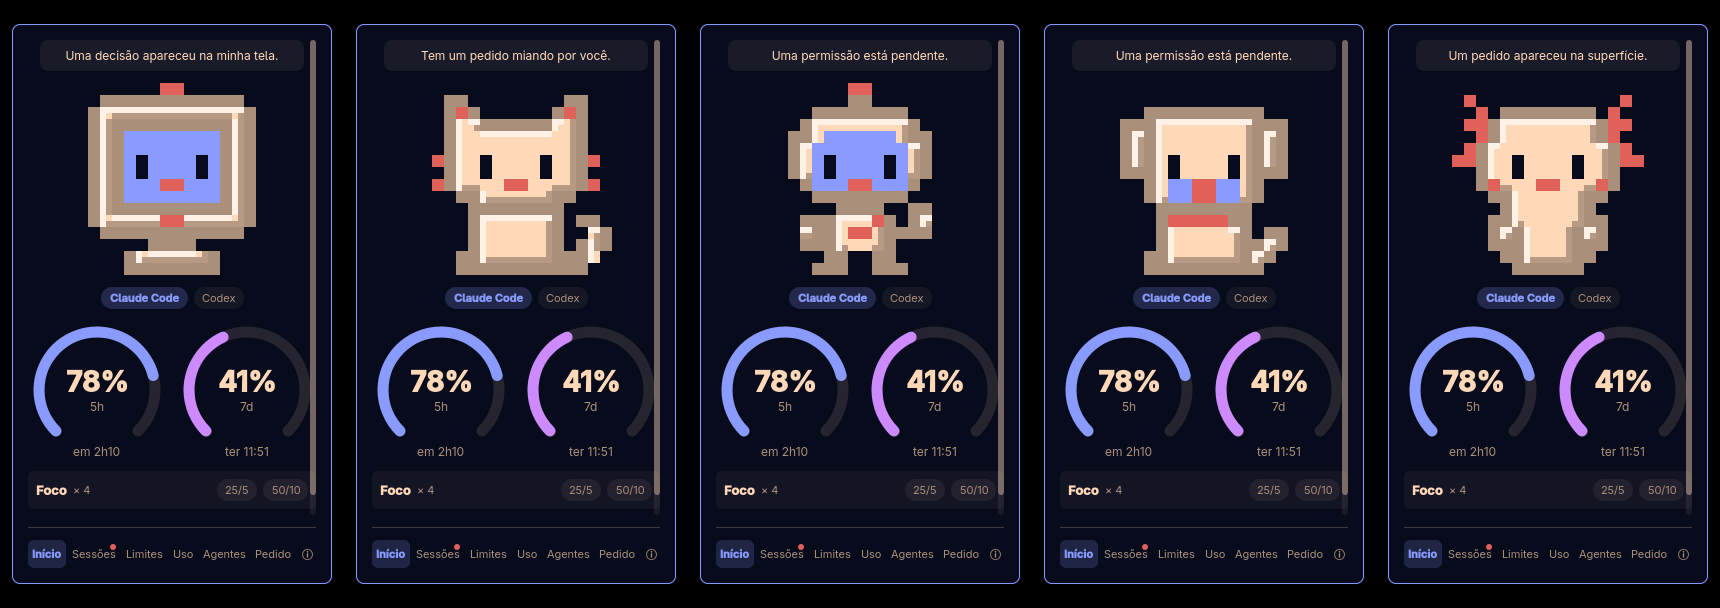 Uma decisão apareceu na minha tela.
Claude Code Codex
78% 41%
5h 7d
em 2h10 ter 11:51
Foco × 4 25/5 50/10
Início Sessões Limites Uso Agentes Pedido
Tem um pedido miando por você.
Claude Code Codex
78% 41%
5h 7d
em 2h10 ter 11:51
Foco × 4 25/5 50/10
Início Sessões Limites Uso Agentes Pedido
Uma permissão está pendente.
Claude Code Codex
78% 41%
5h 7d
em 2h10 ter 11:51
Foco × 4 25/5 50/10
Início Sessões Limites Uso Agentes Pedido
Uma permissão está pendente.
Claude Code Codex
78% 41%
5h 7d
em 2h10 ter 11:51
Foco × 4 25/5 50/10
Início Sessões Limites Uso Agentes Pedido
Um pedido apareceu na superfície.
Claude Code Codex
78% 41%
5h 7d
em 2h10 ter 11:51
Foco × 4 25/5 50/10
Início Sessões Limites Uso Agentes Pedido